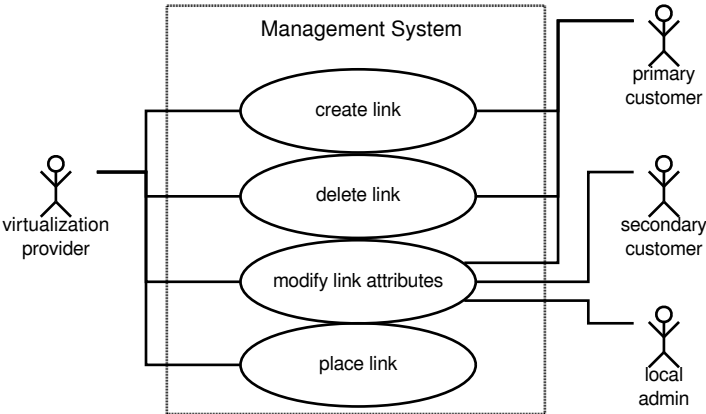 Management System
create link
delete link
modify link attributes
place link
virtualization
provider
primary
customer
secondary
customer
local
admin